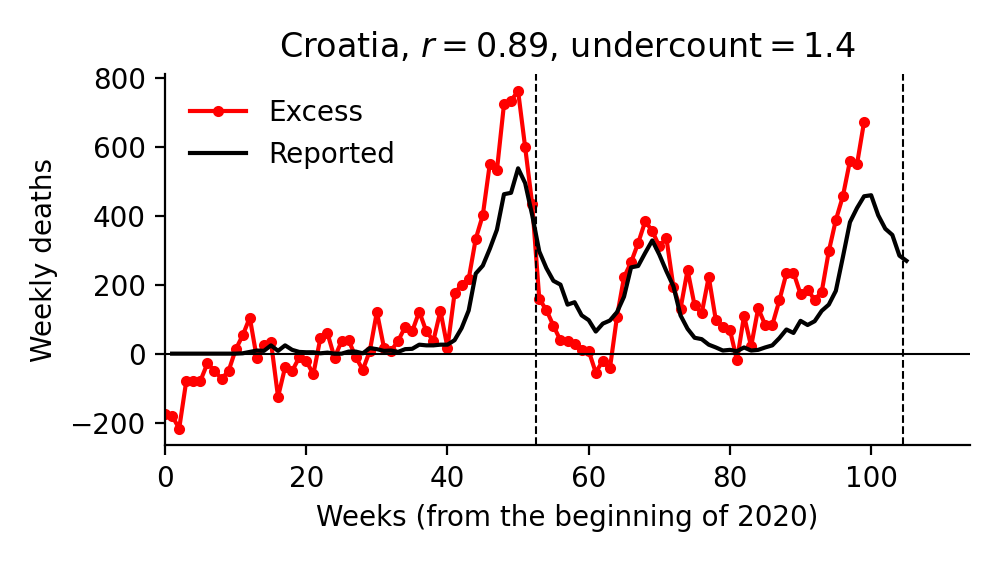 Croatia, r = 0.89, undercount = 1.4
800
600
400
200
0
−200
Weekly deaths
Excess
Reported
0 20 40 60 80 100
Weeks (from the beginning of 2020)